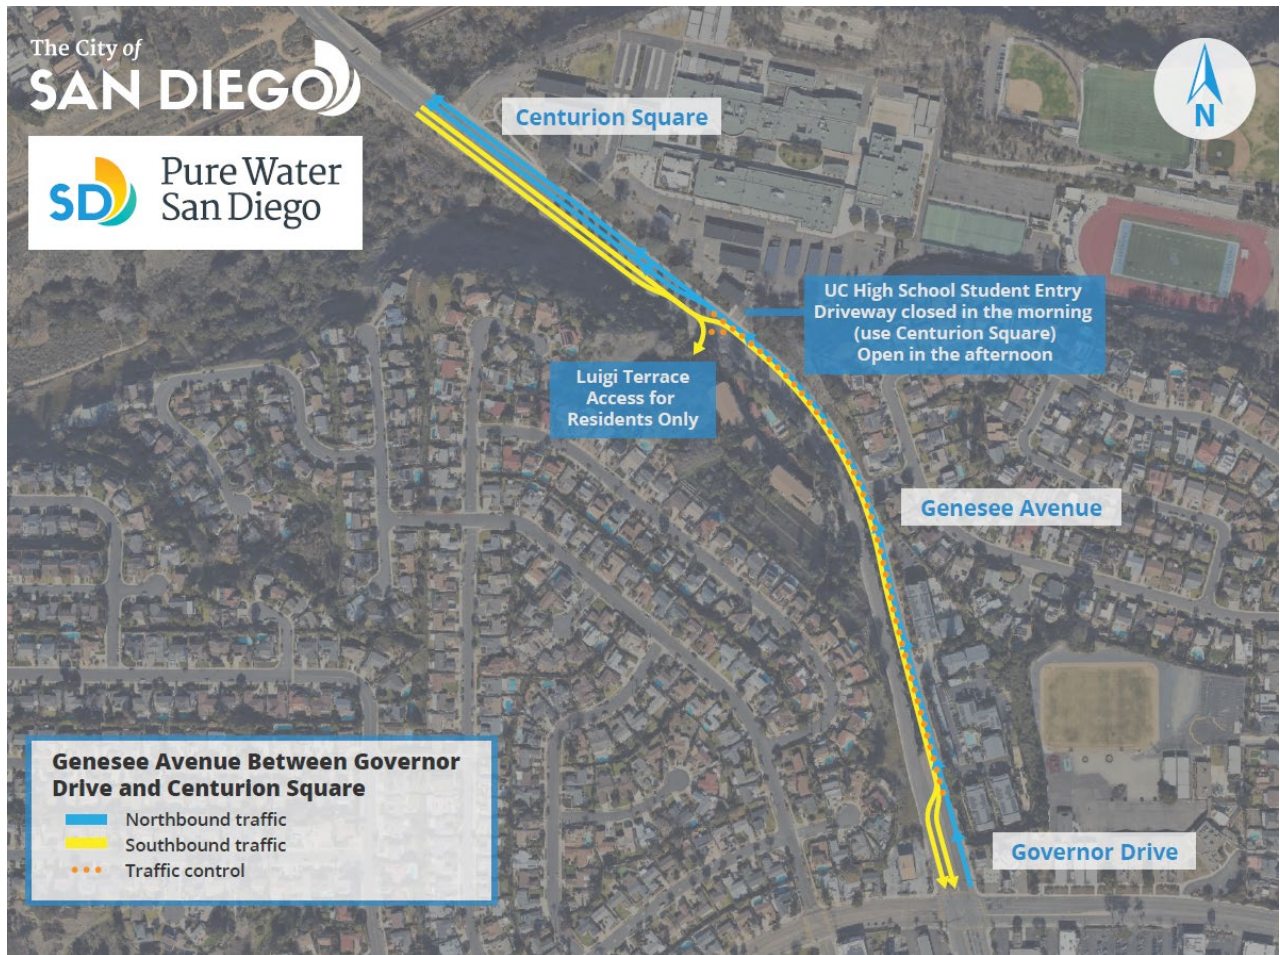 The City of
SAN DIEGO
SD
Pure Water
San Diego
Centurion Square
N
UC High School Student Entry
Driveway closed in the morning
(use Centurion Square)
Open in the afternoon
Luigi Terrace
Access for
Residents Only
Genesee Avenue
Genesee Avenue Between Governor
Drive and Centurion Square
Northbound traffic
Southbound traffic
Traffic control
Governor Drive